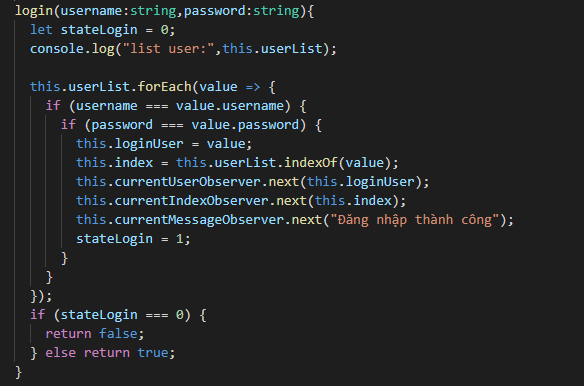 login(username:string,password:string){
let stateLogin = 0;
console.log("list user:",this.userList);
this.userList.forEach(value => {
if (username === value.username) {
if (password === value.password) {
this.loginUser = value;
this.index = this.userList.indexOf(value);
this.currentUserObserver.next(this.loginUser);
this.currentIndexObserver.next(this.index);
this.currentMessageObserver.next("Đăng nhập thành công");
stateLogin = 1;
}
}
});
if (stateLogin === 0) {
return false;
} else return true;
}